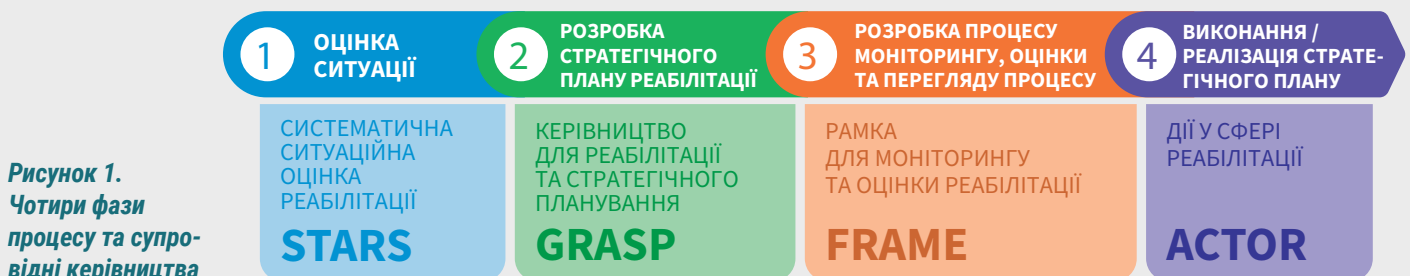 1
ОЦІНКА
СИТУАЦІЇ
2
РОЗРОБКА
СТРАТЕГІЧНОГО
ПЛАНУ РЕАБІЛІТАЦІЇ
3
РОЗРОБКА ПРОЦЕСУ
МОНІТОРИНГУ, ОЦІНКИ
ТА ПЕРЕГЛЯДУ ПРОЦЕСУ
4
ВИКОНАННЯ /
РЕАЛІЗАЦІЯ СТРАТЕ-
ГІЧНОГО ПЛАНУ
Рисунок 1.
Чотири фази
процесу та супро-
відні керівництва
СИСТЕМАТИЧНА
СИТУАЦІЙНА
ОЦІНКА
РЕАБІЛІТАЦІЇ
STARS
КЕРІВНИЦТВО
ДЛЯ РЕАБІЛІТАЦІЇ
ТА СТРАТЕГІЧНОГО
ПЛАНУВАННЯ
GRASP
РАМКА
ДЛЯ МОНІТОРИНГУ
ТА ОЦІНКИ РЕАБІЛІТАЦІЇ
FRAME
ДІЇ У СФЕРІ
РЕАБІЛІТАЦІЇ
ACTOR